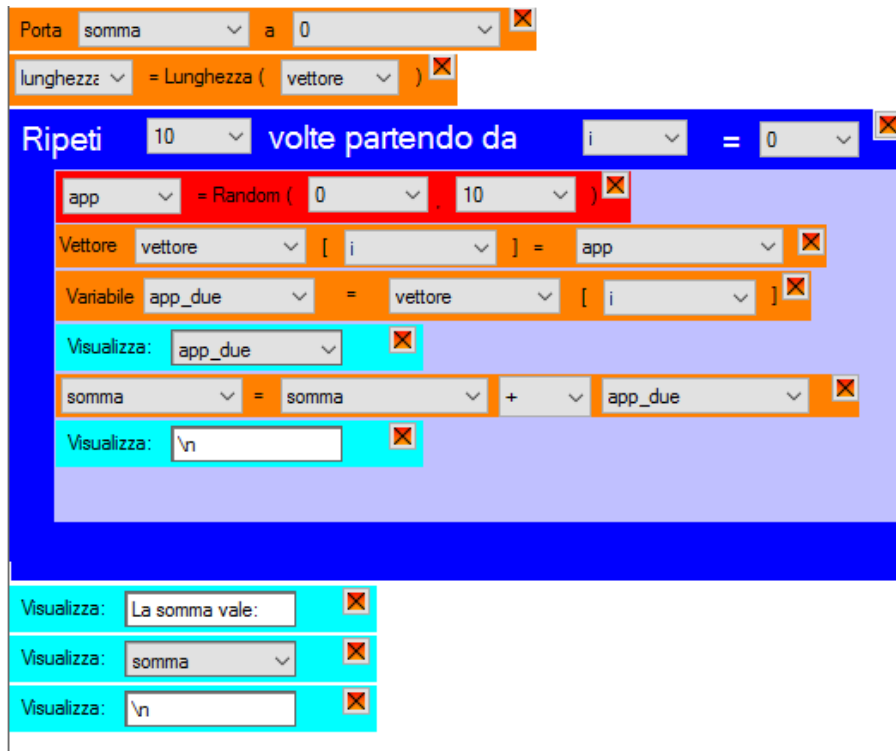 Porta somma a 0
lunghezza = Lunghezza ( vettore )
Ripeti 10 volte partendo da i = 0
app = Random ( 0 , 10 )
Vettore vettore [ i ] = app
Variabile app_due = vettore [ i ]
Visualizza: app_due
somma = somma + app_due
Visualizza: \n
Visualizza: La somma vale:
Visualizza: somma
Visualizza: \n